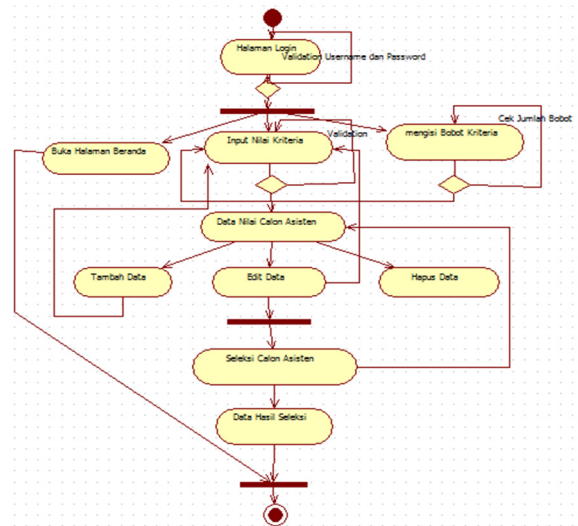 Halaman Login
Validation Username dan Password
Cek Jumlah Bobot
mengisi Bobot Kriteria
Validation
Input Nilai Kriteria
Buka Halaman Beranda
Data Nilai Calon Asisten
Tambah Data
Edit Data
Hapus Data
Seleksi Calon Asisten
Data Hasil Seleksi